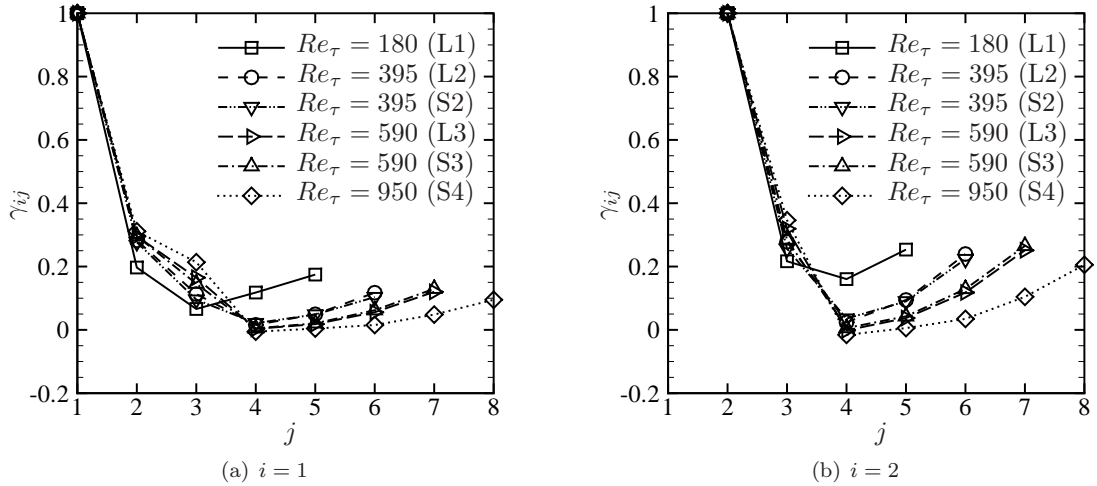 1
0.8
0.6
0.4
0.2
0
-0.2
γij
Reτ = 180 (L1)
Reτ = 395 (L2)
Reτ = 395 (S2)
Reτ = 590 (L3)
Reτ = 590 (S3)
Reτ = 950 (S4)
1 2 3 4 5 6 7 8
j
(a) i = 1
1
0.8
0.6
0.4
0.2
0
-0.2
γij
Reτ = 180 (L1)
Reτ = 395 (L2)
Reτ = 395 (S2)
Reτ = 590 (L3)
Reτ = 590 (S3)
Reτ = 950 (S4)
1 2 3 4 5 6 7 8
j
(b) i = 2